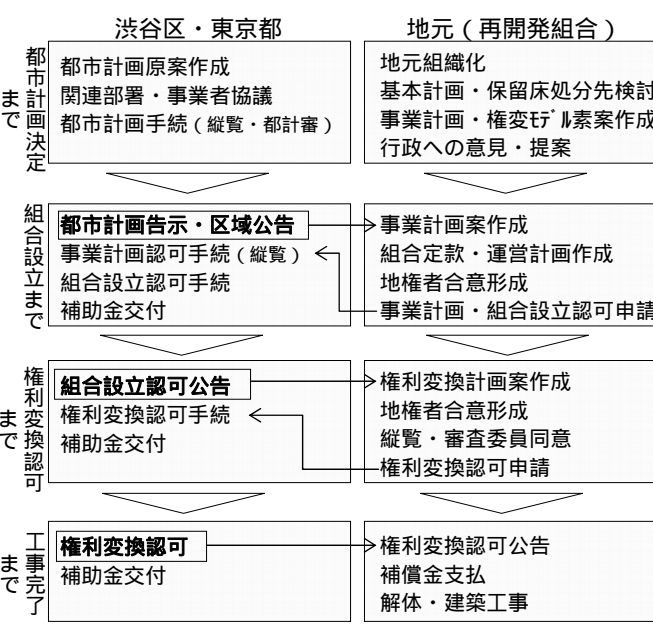 渋谷区・東京都
地元（再開発組合）
都市計画決定まで
都市計画原案作成
関連部署・事業者協議
都市計画手続（縦覧・都計審）
地元組織化
基本計画・保留床処分先検討
事業計画・権変ﾓﾃﾞﾙ素案作成
行政への意見・提案
組合設立まで
都市計画告示・区域公告
事業計画認可手続（縦覧）
組合設立認可手続
補助金交付
事業計画案作成
組合定款・運営計画作成
地権者合意形成
事業計画・組合設立認可申請
権利変換認可まで
組合設立認可公告
権利変換認可手続
補助金交付
権利変換計画案作成
地権者合意形成
縦覧・審査委員同意
権利変換認可申請
工事完了まで
権利変換認可
補助金交付
権利変換認可公告
補償金支払
解体・建築工事